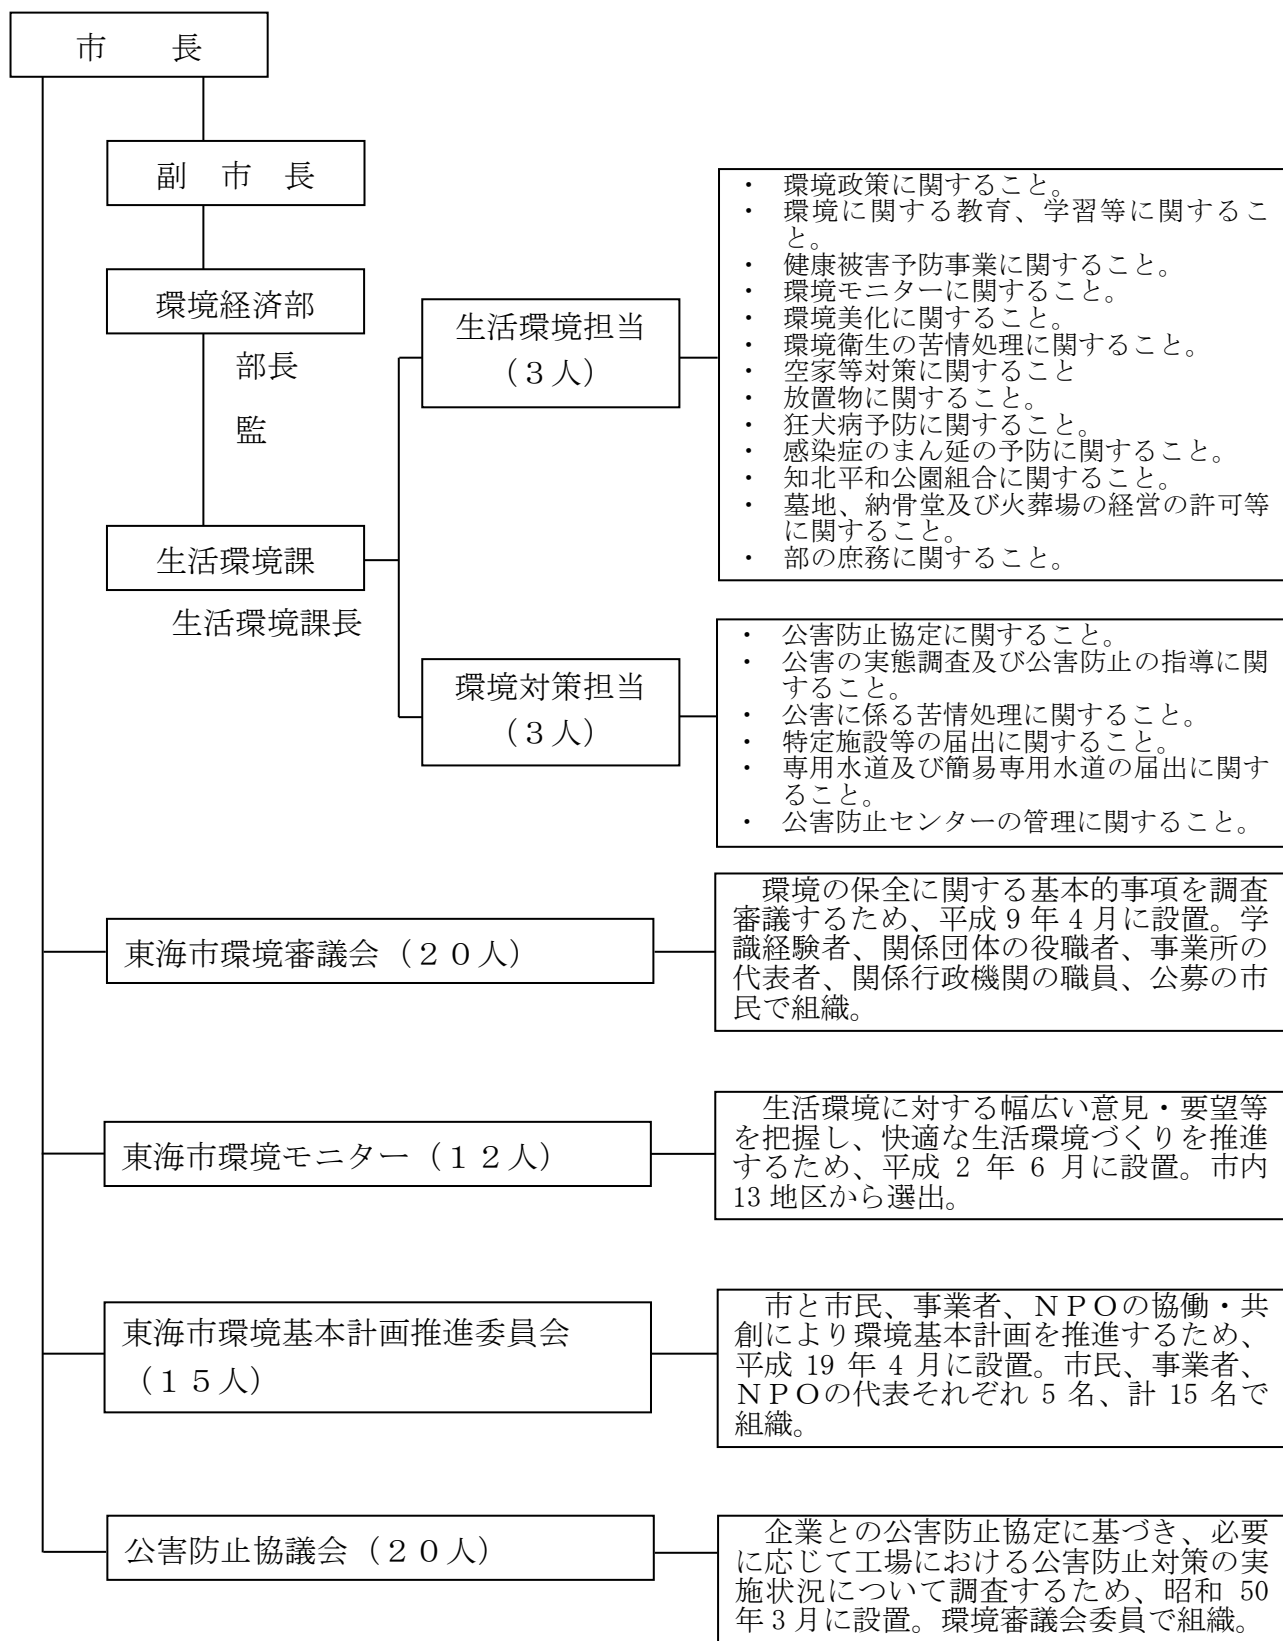 市　　長
副　市　長
環境経済部
部長
監
生活環境課
生活環境課長
生活環境担当
（３人）
・　環境政策に関すること。
・　環境に関する教育、学習等に関するこ
と。
・　健康被害予防事業に関すること。
・　環境モニターに関すること。
・　環境美化に関すること。
・　環境衛生の苦情処理に関すること。
・　空家等対策に関すること
・　放置物に関すること。
・　狂犬病予防に関すること。
・　感染症のまん延の予防に関すること。
・　知北平和公園組合に関すること。
・　墓地、納骨堂及び火葬場の経営の許可等
に関すること。
・　部の庶務に関すること。
環境対策担当
（３人）
・　公害防止協定に関すること。
・　公害の実態調査及び公害防止の指導に関
すること。
・　公害に係る苦情処理に関すること。
・　特定施設等の届出に関すること。
・　専用水道及び簡易専用水道の届出に関す
ること。
・　公害防止センターの管理に関すること。
東海市環境審議会（２０人）
環境の保全に関する基本的事項を調査
審議するため、平成 9 年 4 月に設置。学
識経験者、関係団体の役職者、事業所の
代表者、関係行政機関の職員、公募の市
民で組織。
東海市環境モニター（１２人）
生活環境に対する幅広い意見・要望等
を把握し、快適な生活環境づくりを推進
するため、平成 2 年 6 月に設置。市内
13 地区から選出。
東海市環境基本計画推進委員会
（１５人）
市と市民、事業者、ＮＰＯの協働・共
創により環境基本計画を推進するため、
平成 19 年 4 月に設置。市民、事業者、
ＮＰＯの代表それぞれ 5 名、計 15 名で
組織。
公害防止協議会（２０人）
企業との公害防止協定に基づき、必要
に応じて工場における公害防止対策の実
施状況について調査するため、昭和 50
年 3 月に設置。環境審議会委員で組織。